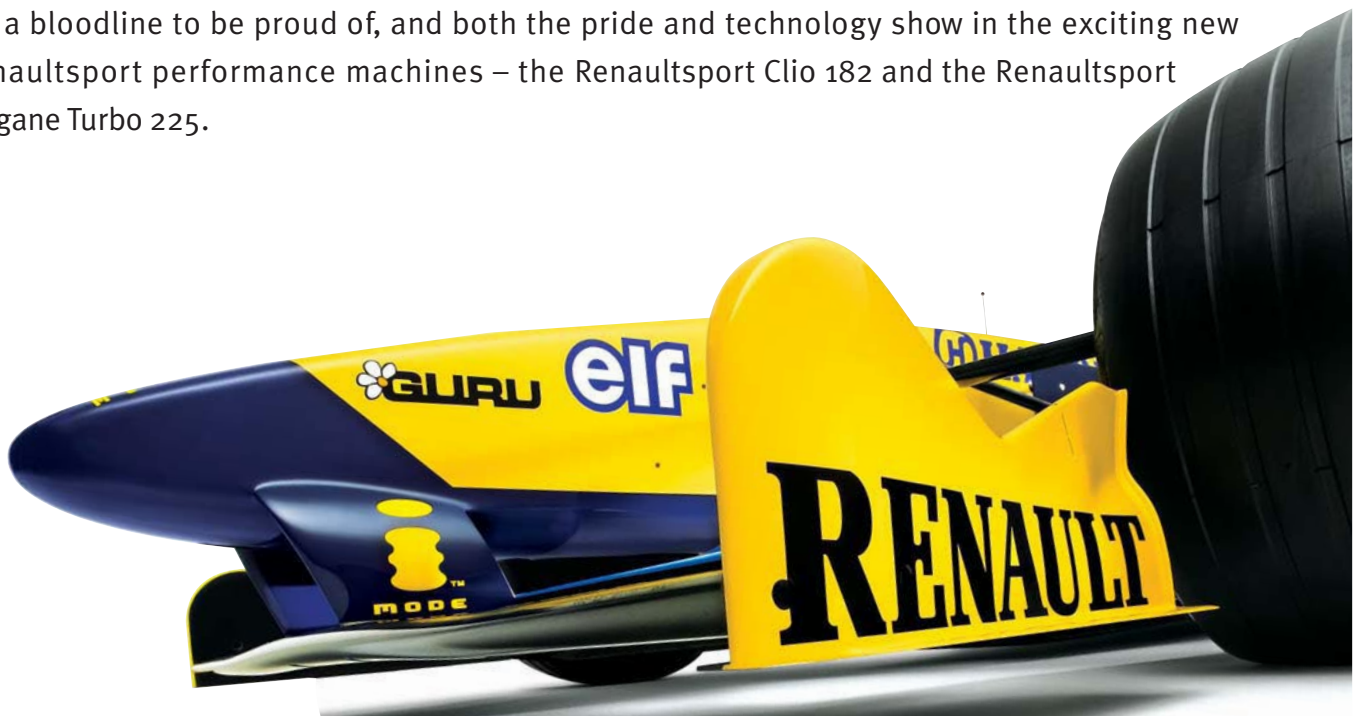 a bloodline to be proud of, and both the pride and technology show in the exciting new
naultsport performance machines – the Renaultsport Clio 182 and the Renaultsport
gane Turbo 225.
GURU
elf
RENAULT
i
™
MODE